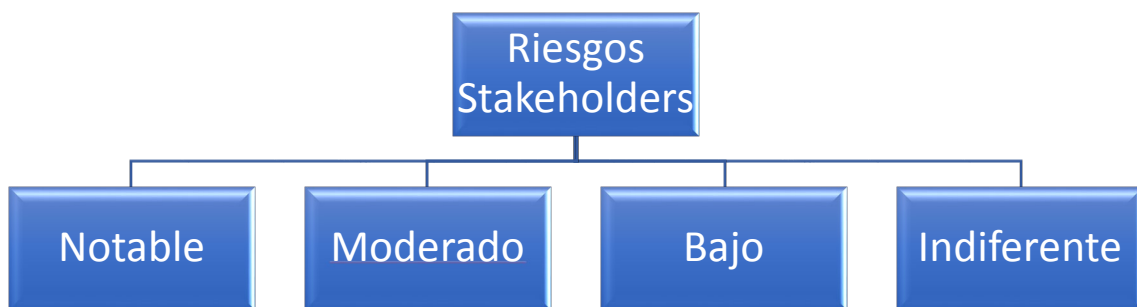 Riesgos
Stakeholders
Notable
Moderado
Bajo
Indiferente